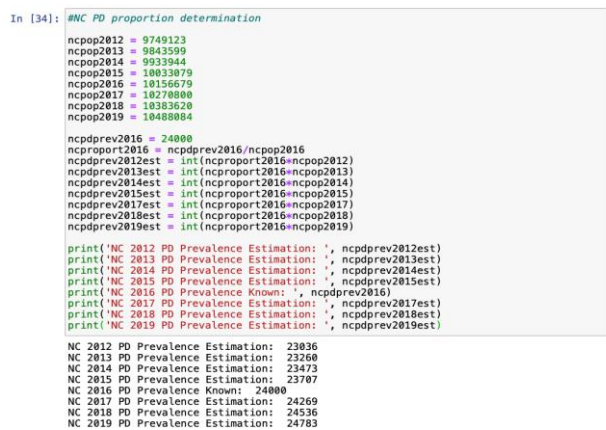 In [34]: #NC PD proportion determination
ncpop2012 = 9749123
ncpop2013 = 9843599
ncpop2014 = 9933944
ncpop2015 = 10033079
ncpop2016 = 10156679
ncpop2017 = 10270800
ncpop2018 = 10383620
ncpop2019 = 10488084
ncpdprev2016 = 24000
ncproport2016 = ncpdprev2016/ncpop2016
ncpdprev2012est = int(ncproport2016*ncpop2012)
ncpdprev2013est = int(ncproport2016*ncpop2013)
ncpdprev2014est = int(ncproport2016*ncpop2014)
ncpdprev2015est = int(ncproport2016*ncpop2015)
ncpdprev2017est = int(ncproport2016*ncpop2017)
ncpdprev2018est = int(ncproport2016*ncpop2018)
ncpdprev2019est = int(ncproport2016*ncpop2019)
print('NC 2012 PD Prevalence Estimation: ', ncpdprev2012est)
print('NC 2013 PD Prevalence Estimation: ', ncpdprev2013est)
print('NC 2014 PD Prevalence Estimation: ', ncpdprev2014est)
print('NC 2015 PD Prevalence Estimation: ', ncpdprev2015est)
print('NC 2016 PD Prevalence Known: ', ncpdprev2016)
print('NC 2017 PD Prevalence Estimation: ', ncpdprev2017est)
print('NC 2018 PD Prevalence Estimation: ', ncpdprev2018est)
print('NC 2019 PD Prevalence Estimation: ', ncpdprev2019est)
NC 2012 PD Prevalence Estimation:  23036
NC 2013 PD Prevalence Estimation:  23260
NC 2014 PD Prevalence Estimation:  23473
NC 2015 PD Prevalence Estimation:  23707
NC 2016 PD Prevalence Known:  24000
NC 2017 PD Prevalence Estimation:  24269
NC 2018 PD Prevalence Estimation:  24536
NC 2019 PD Prevalence Estimation:  24783